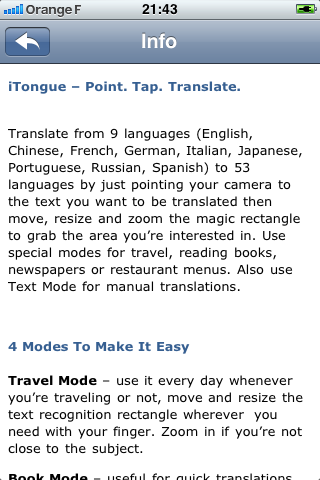 Orange F 21:43
Info
iTongue – Point. Tap. Translate.
Translate from 9 languages (English,
Chinese, French, German, Italian, Japanese,
Portuguese, Russian, Spanish) to 53
languages by just pointing your camera to
the text you want to be translated then
move, resize and zoom the magic rectangle
to grab the area you’re interested in. Use
special modes for travel, reading books,
newspapers or restaurant menus. Also use
Text Mode for manual translations.
4 Modes To Make It Easy
Travel Mode – use it every day whenever
you’re traveling or not, move and resize the
text recognition rectangle wherever you
need with your finger. Zoom in if you’re not
close to the subject.
Book Mode – useful for quick translations